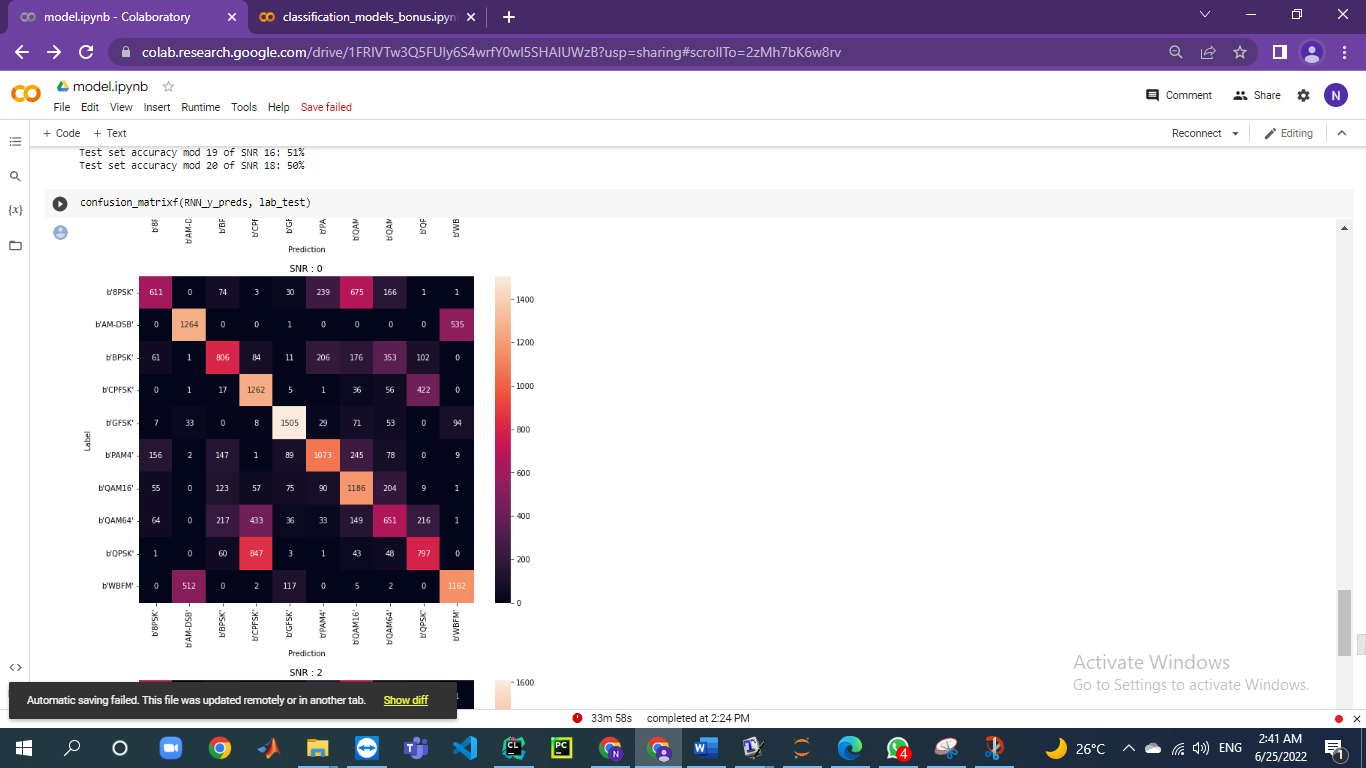 model.ipynb - Colaboratory
classification_models_bonus.ipyn
colab.research.google.com/drive/1FRIVTw3Q5FUIy6S4wrfY0wI5SHAIUWzB?usp=sharing#scrollTo=2zMh7bK6w8rv
model.ipynb
Comment Share N
File Edit View Insert Runtime Tools Help Save failed
+ Code + Text Reconnect Editing
Test set accuracy mod 19 of SNR 16: 51%
Test set accuracy mod 20 of SNR 18: 50%
confusion_matrixf(RNN_y_preds, lab_test)
{x}
Prediction
SNR : 0
b'8PSK' 611 0 74 3 30 239 675 166 1 1
b'AM-DSB' 0 1264 0 0 1 0 0 0 0 535
b'BPSK' 61 1 806 84 11 206 176 353 102 0
b'CPFSK' 0 1 17 1262 5 1 36 56 422 0
b'GFSK' 7 33 0 8 1505 29 71 53 0 94
b'PAM4' 156 2 147 1 89 1073 245 78 0 9
b'QAM16' 55 0 123 57 75 90 1186 204 9 1
b'QAM64' 64 0 217 433 36 33 149 651 216 1
b'QPSK' 1 0 60 847 3 1 43 48 797 0
b'WBFM' 0 512 0 2 117 0 5 2 0 1162
Label
1400
1200
1000
800
600
400
200
0
b'8PSK' b'AM-DSB' b'BPSK' b'CPFSK' b'GFSK' b'PAM4' b'QAM16' b'QAM64' b'QPSK' b'WBFM'
Prediction
SNR : 2
1600
Activate Windows
Go to Settings to activate Windows.
Automatic saving failed. This file was updated remotely or in another tab. Show diff
33m 58s completed at 2:24 PM
26°C ENG
2:41 AM
6/25/2022